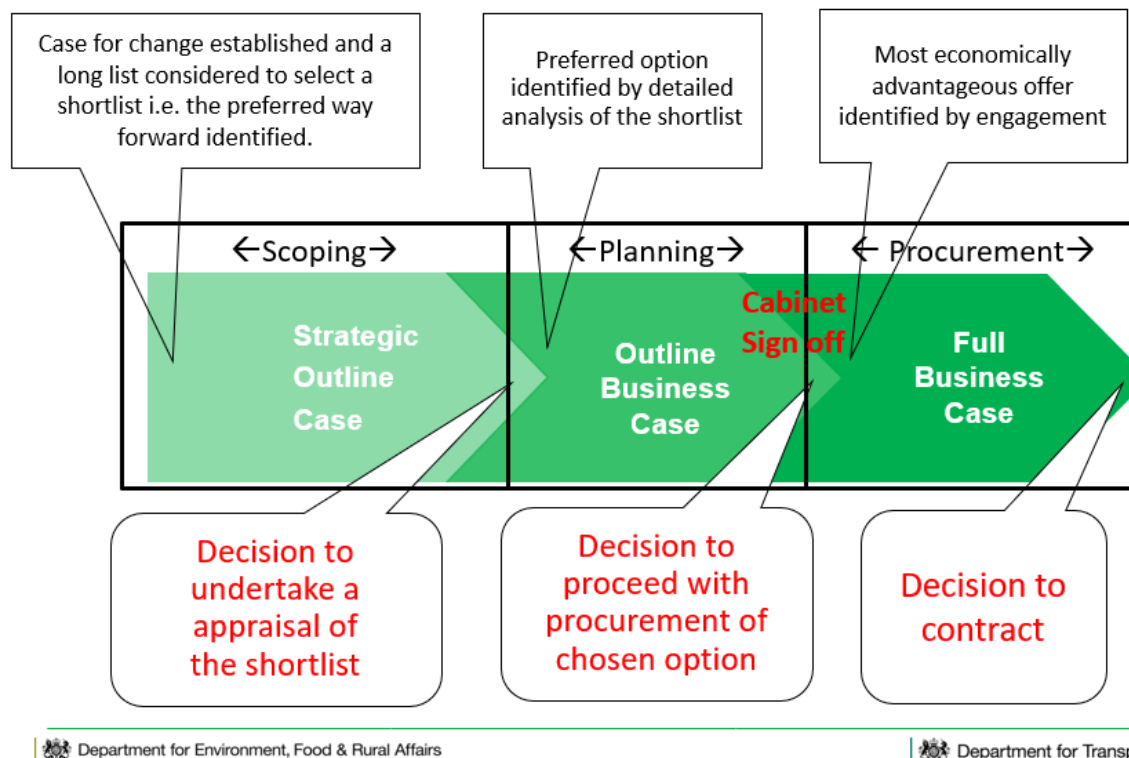 Case for change established and a
long list considered to select a
shortlist i.e. the preferred way
forward identified.
Preferred option
identified by detailed
analysis of the shortlist
Most economically
advantageous offer
identified by engagement
←Scoping→
←Planning→
← Procurement→
Strategic
Outline
Case
Outline
Business
Case
Cabinet
Sign off
Full
Business
Case
Decision to
undertake a
appraisal of
the shortlist
Decision to
proceed with
procurement of
chosen option
Decision to
contract
Department for Environment, Food & Rural Affairs
Department for Transp